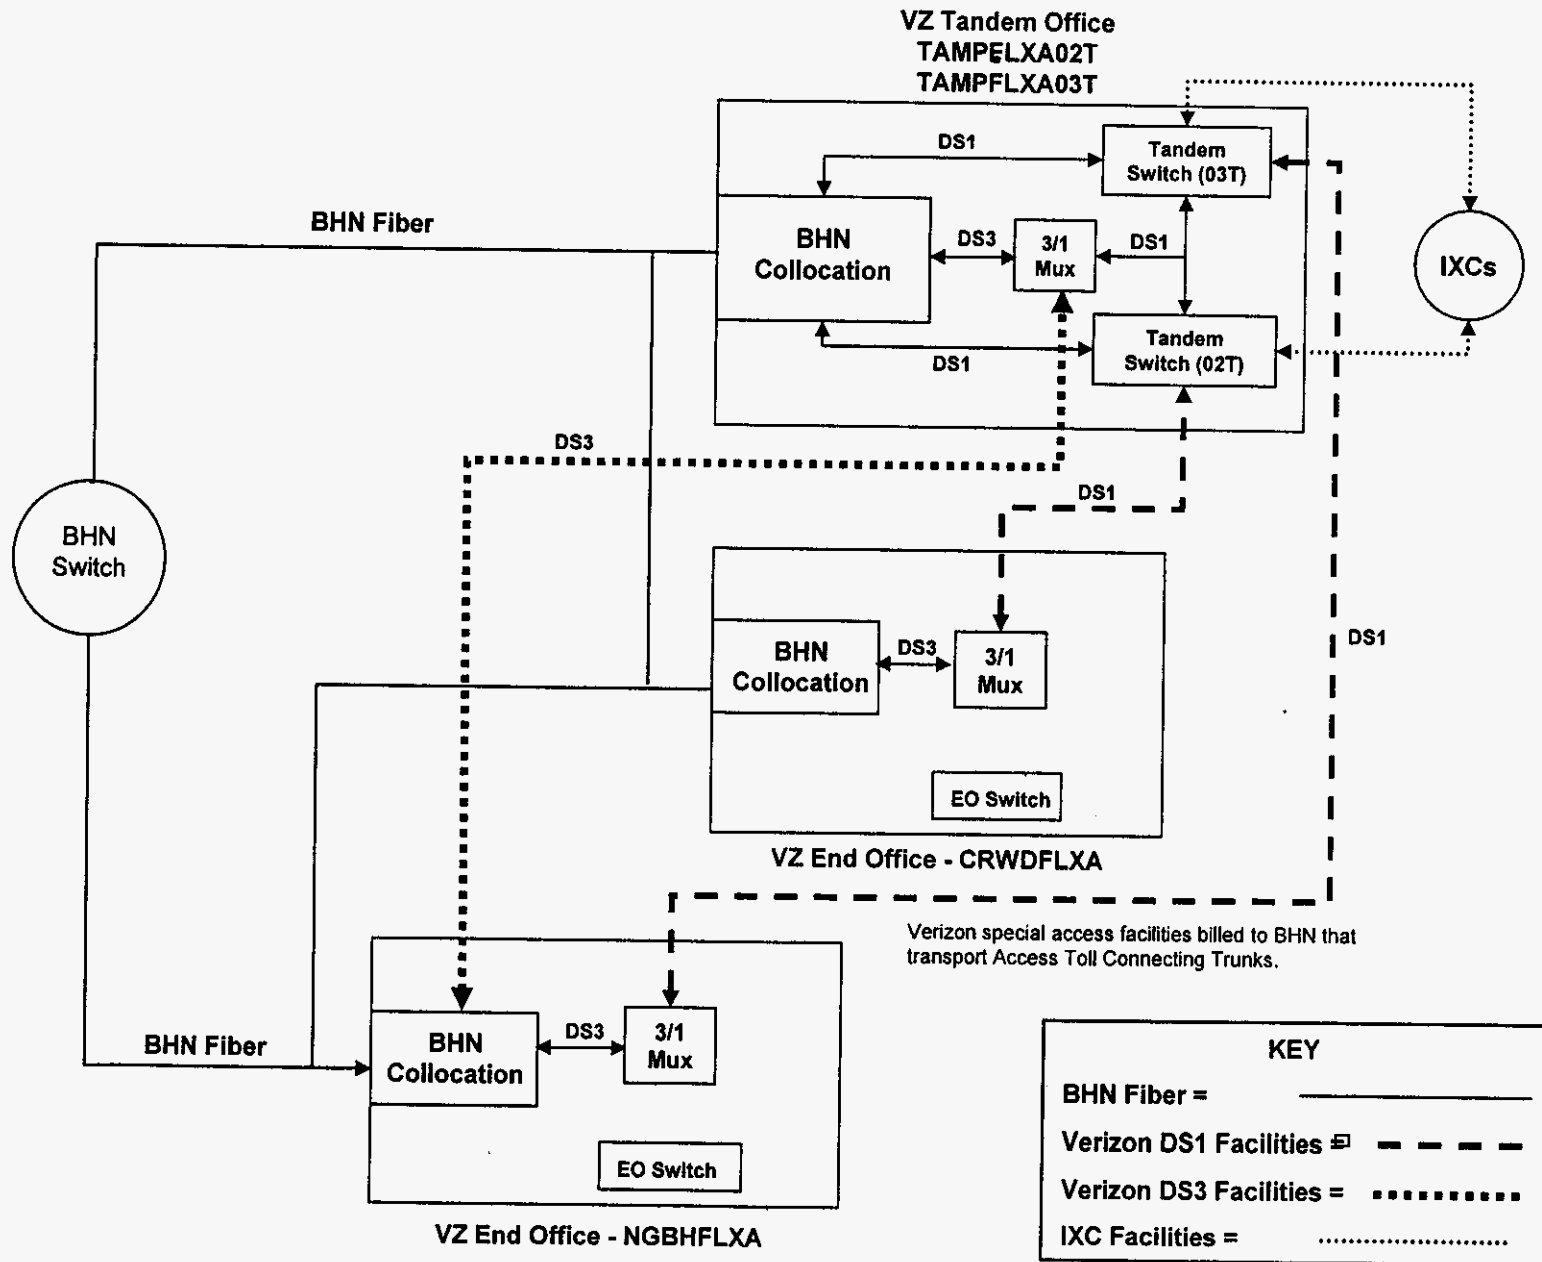 VZ Tandem Office
TAMPELXA02T
TAMPFLXA03T
DS1
Tandem
Switch (03T)
BHN Fiber
BHN
Collocation
DS3
3/1
Mux
DS1
IXCs
Tandem
Switch (02T)
DS1
DS3
DS1
BHN
Switch
BHN
Collocation
DS3
3/1
Mux
DS1
EO Switch
VZ End Office - CRWDFLXA
Verizon special access facilities billed to BHN that
transport Access Toll Connecting Trunks.
BHN Fiber
BHN
Collocation
DS3
3/1
Mux
EO Switch
VZ End Office - NGBHFLXA
KEY
BHN Fiber =
Verizon DS1 Facilities =
Verizon DS3 Facilities =
IXC Facilities =